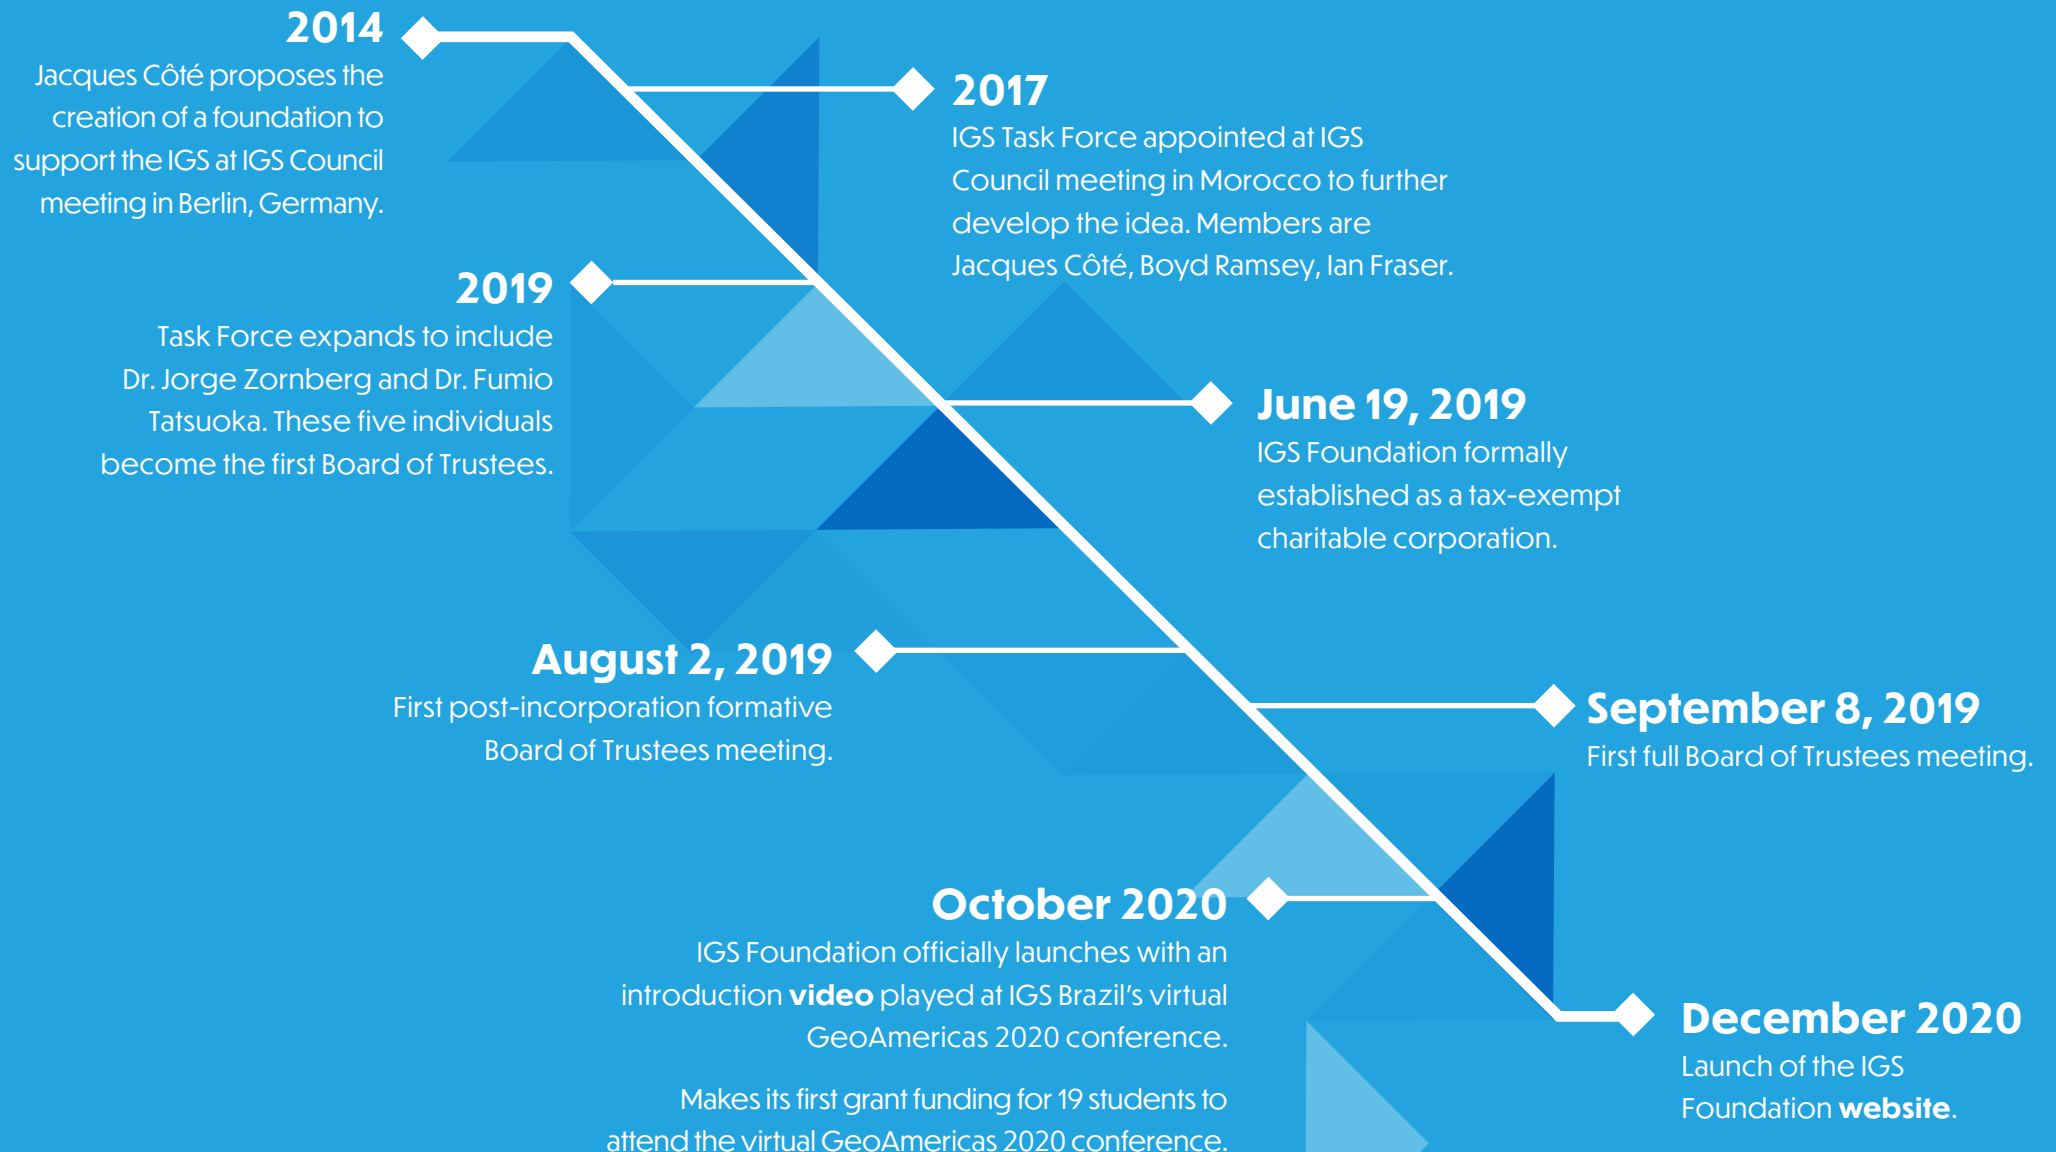 2014
Jacques Côté proposes the
creation of a foundation to
support the IGS at IGS Council
meeting in Berlin, Germany.
2017
IGS Task Force appointed at IGS
Council meeting in Morocco to further
develop the idea. Members are
Jacques Côté, Boyd Ramsey, Ian Fraser.
2019
Task Force expands to include
Dr. Jorge Zornberg and Dr. Fumio
Tatsuoka. These five individuals
become the first Board of Trustees.
June 19, 2019
IGS Foundation formally
established as a tax-exempt
charitable corporation.
August 2, 2019
First post-incorporation formative
Board of Trustees meeting.
September 8, 2019
First full Board of Trustees meeting.
October 2020
IGS Foundation officially launches with an
introduction video played at IGS Brazil's virtual
GeoAmericas 2020 conference.
Makes its first grant funding for 19 students to
attend the virtual GeoAmericas 2020 conference.
December 2020
Launch of the IGS
Foundation website.